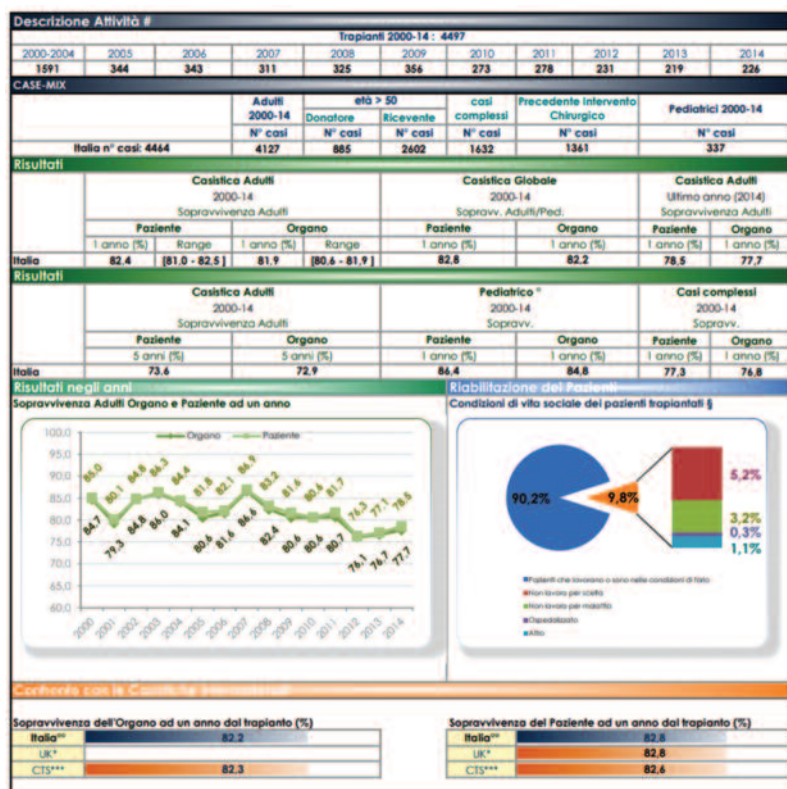 Descrizione Attività #
Trapianti 2000-14 : 4497
2000-2004 2005 2006 2007 2008 2009 2010 2011 2012 2013 2014
1591 344 343 311 325 356 273 278 231 219 226
CASE-MIX
Adulti 2000-14 età > 50 casi complessi Precedente Intervento Chirurgico Pediatrici 2000-14
Donatore Ricevente
N° casi N° casi N° casi N° casi N° casi N° casi
Italia n° casi: 4464 4127 885 2602 1632 1361 337
Risultati
Casistica Adulti Casistica Globale Casistica Adulti
2000-14 2000-14 Ultimo anno (2014)
Sopravvivenza Adulti Sopravv. Adulti/Ped. Sopravvivenza Adulti
Paziente Organo Paziente Organo Paziente Organo
1 anno (%) Range 1 anno (%) Range 1 anno (%) 1 anno (%) 1 anno (%) 1 anno (%)
Italia 82.4 [81.0 - 82.5 ] 81.9 [80.6 - 81.9 ] 82.8 82.2 78,5 77.7
Risultati
Casistica Adulti Pediatrico ° Casi complessi
2000-14 2000-14 2000-14
Sopravvivenza Adulti Sopravv. Sopravv.
Paziente Organo Paziente Organo Paziente Organo
5 anni (%) 5 anni (%) 1 anno (%) 1 anno (%) 1 anno (%) 1 anno (%)
Italia 73.6 72.9 86,4 84,8 77.3 76.8
Risultati negli anni
Sopravvivenza Adulti Organo e Paziente ad un anno
Organo Paziente
100,0
95,0
90,0
85,0
80,0
75,0
70,0
65,0
60,0
85,0 80,1 84,8 86,3 84,4 81,8 82,1 86,9 83,2 81,6 80,6 81,7 76,3 77,1 78,5
84,7 79,3 84,8 86,0 84,1 80,6 81,6 86,6 82,4 80,6 80,6 80,7 76,1 76,7 77,7
2000 2001 2002 2003 2004 2005 2006 2007 2008 2009 2010 2011 2012 2013 2014
Riabilitazione dei Pazienti
Condizioni di vita sociale dei pazienti trapiantati §
90,2%
9,8%
5,2%
3,2%
0,3%
1,1%
Pazienti che lavorano o sono nelle condizioni di farlo
Non lavora per scelta
Non lavora per malattia
Ospedalizzato
Altro
Confronto con le Casistiche Internazionali
Sopravvivenza dell'Organo ad un anno dal trapianto (%)
Italia°° 82.2
UK*
CTS*** 82.3
Sopravvivenza del Paziente ad un anno dal trapianto (%)
Italia°° 82,8
UK* 82,8
CTS*** 82,6